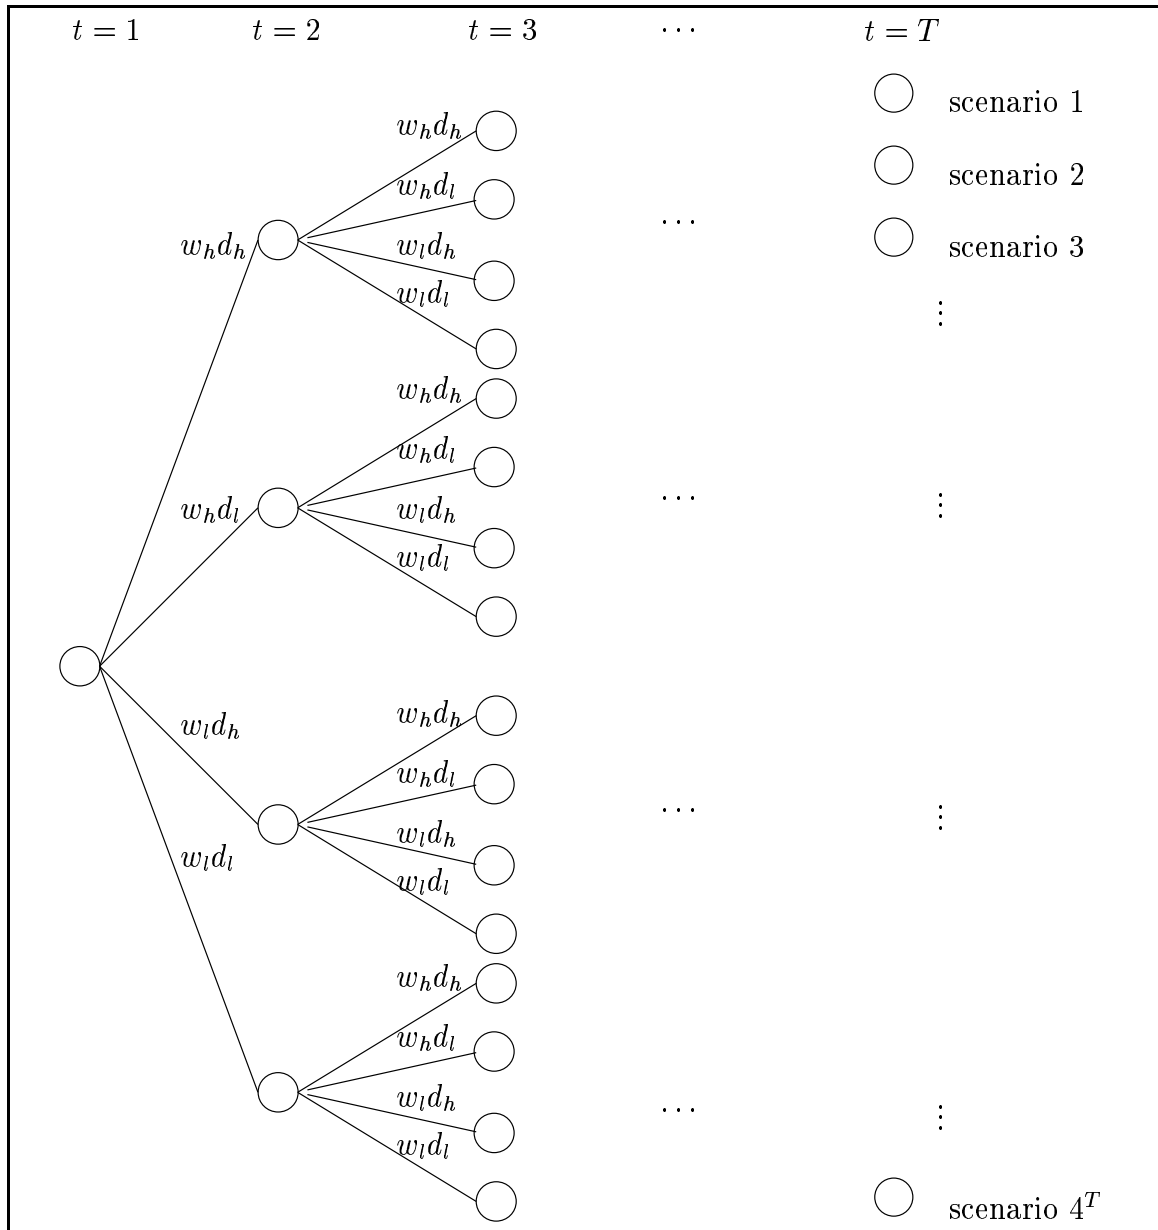 t = 1 t = 2 t = 3 ··· t = T
scenario 1
w_h d_h
scenario 2
w_h d_l
···
w_h d_h
w_l d_h
scenario 3
w_l d_l
⋮
w_h d_h
w_h d_l
···
⋮
w_h d_l
w_l d_h
w_l d_l
w_h d_h
w_l d_h
w_h d_l
···
⋮
w_l d_h
w_l d_l
w_l d_l
w_h d_h
w_h d_l
w_l d_h
···
⋮
w_l d_l
scenario 4^T